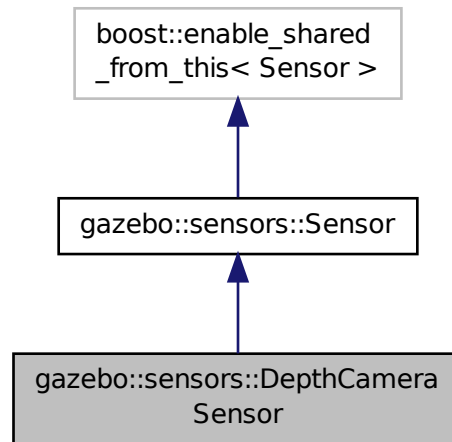 boost::enable_shared
_from_this< Sensor >
gazebo::sensors::Sensor
gazebo::sensors::DepthCamera
Sensor